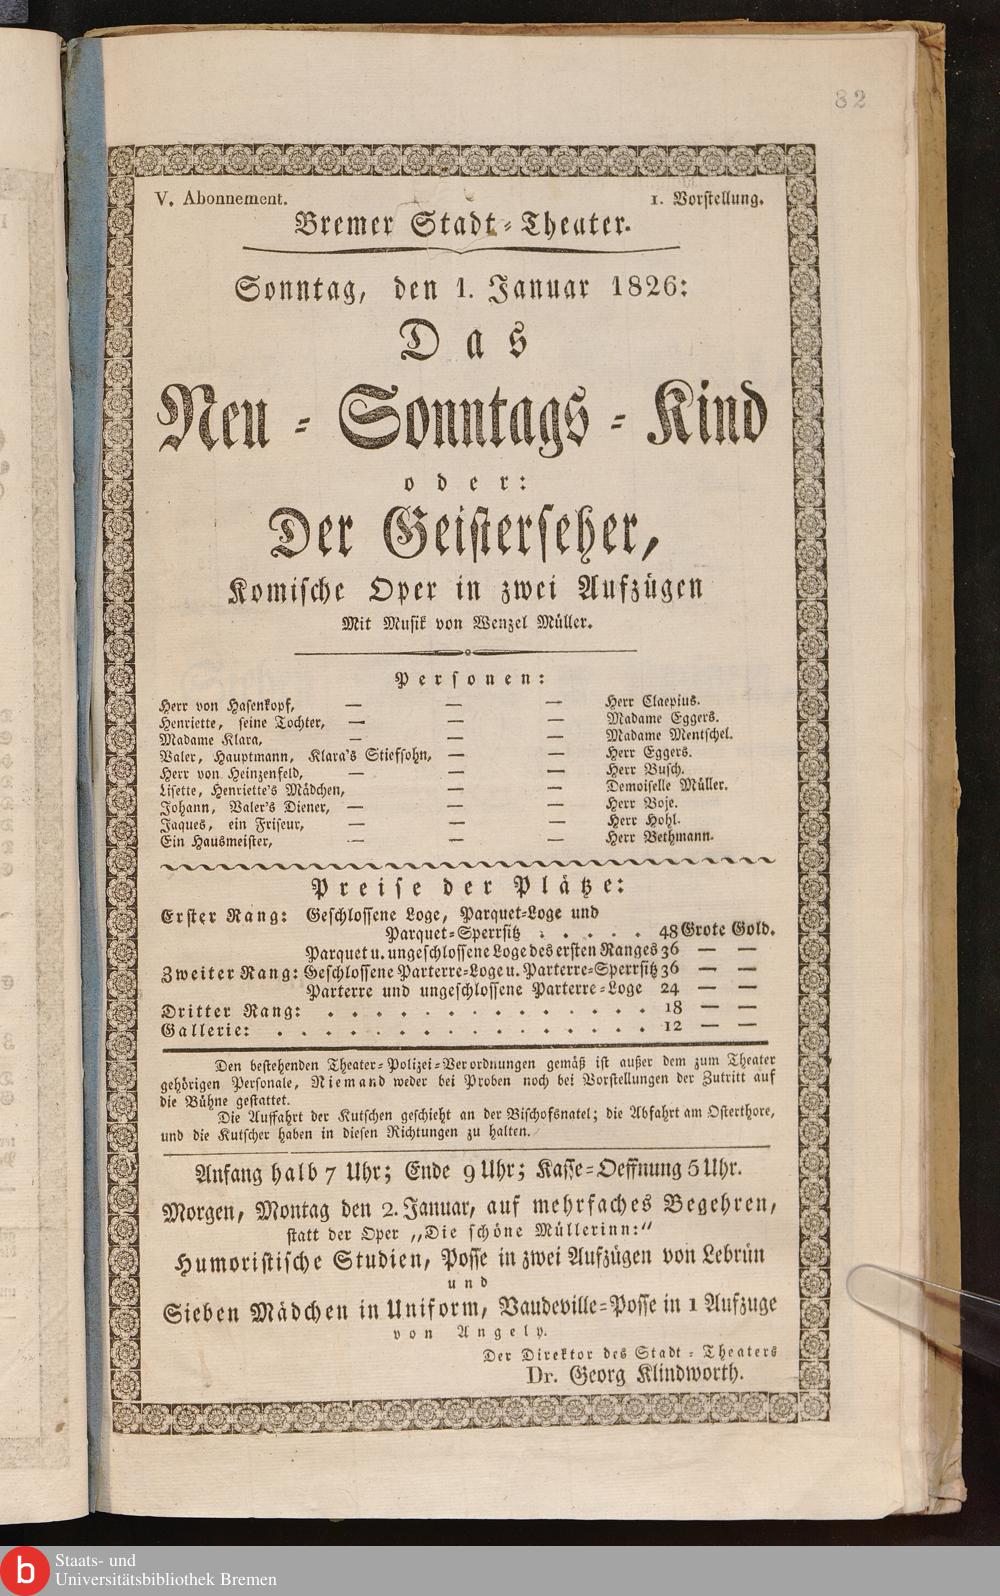 32
V. Abonnement. 1. Vorstellung.
Bremer Stadt-Theater.
Sonntag, den 1. Januar 1826:
Das
Neu-Sonntags-Kind
oder:
Der Geisterseher,
Komische Oper in zwei Aufzügen
Mit Musik von Wenzel Müller.
Personen:
Herr von Hasenkopf, — — — Herr Claepius.
Henriette, seine Tochter, — — — Madame Eggers.
Madame Klara, — — — Madame Mentschel.
Valer, Hauptmann, Klara's Stiefsohn, — — Herr Eggers.
Herr von Heinzenfeld, — — — Herr Busch.
Lisette, Henriette's Mädchen, — — Demoiselle Müller.
Johann, Valer's Diener, — — — Herr Boje.
Jaques, ein Friseur, — — — Herr Hohl.
Ein Hausmeister, — — — Herr Bethmann.
Preise der Plätze:
Erster Rang: Geschlossene Loge, Parquet-Loge und
Parquet-Sperrsitz . . . . . 48 Grote Gold.
Parquet u. ungeschlossene Loge des ersten Ranges 36 — —
Zweiter Rang: Geschlossene Parterre-Loge u. Parterre-Sperrsitz 36 — —
Parterre und ungeschlossene Parterre-Loge 24 — —
Dritter Rang: . . . . . . . . . . . . . . 18 — —
Gallerie: . . . . . . . . . . . . . . . . 12 — —
Den bestehenden Theater-Polizei-Verordnungen gemäß ist außer dem zum Theater
gehörigen Personale, Niemand weder bei Proben noch bei Vorstellungen der Zutritt auf
die Bühne gestattet.
Die Auffahrt der Kutschen geschieht an der Bischofsnatel; die Abfahrt am Osterthore,
und die Kutscher haben in diesen Richtungen zu halten.
Anfang halb 7 Uhr; Ende 9 Uhr; Kasse-Oeffnung 5 Uhr.
Morgen, Montag den 2. Januar, auf mehrfaches Begehren,
statt der Oper „Die schöne Müllerinn:“
Humoristische Studien, Posse in zwei Aufzügen von Lebrün
und
Sieben Mädchen in Uniform, Vaudeville-Posse in 1 Aufzuge
von Angely.
Der Direktor des Stadt-Theaters
Dr. Georg Klindworth.
b
Staats- und
Universitätsbibliothek Bremen